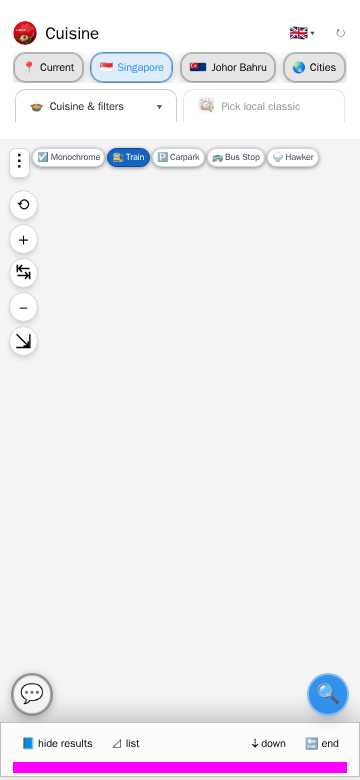 Cuisine
Current
Singapore
Johor Bahru
Cities
Cuisine & filters
Pick local classic
Monochrome
Train
Carpark
Bus Stop
Hawker
hide results
list
down
end